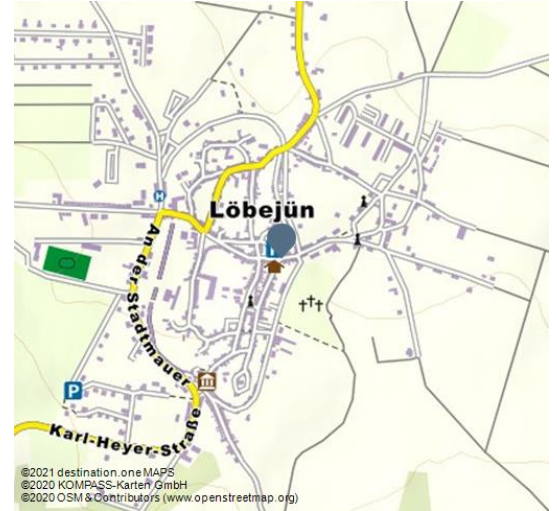 H
Löbejün
An der Stadtmauer
P
Karl-Heyer-Straße
©2021 destination.one MAPS
©2020 KOMPASS-Karten GmbH
©2020 OSM & Contributors (www.openstreetmap.org)